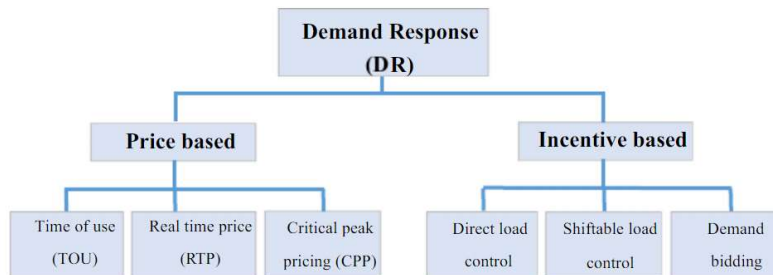 Demand Response
(DR)
Price based
Incentive based
Time of use
(TOU)
Real time price
(RTP)
Critical peak
pricing (CPP)
Direct load
control
Shiftable load
control
Demand
bidding